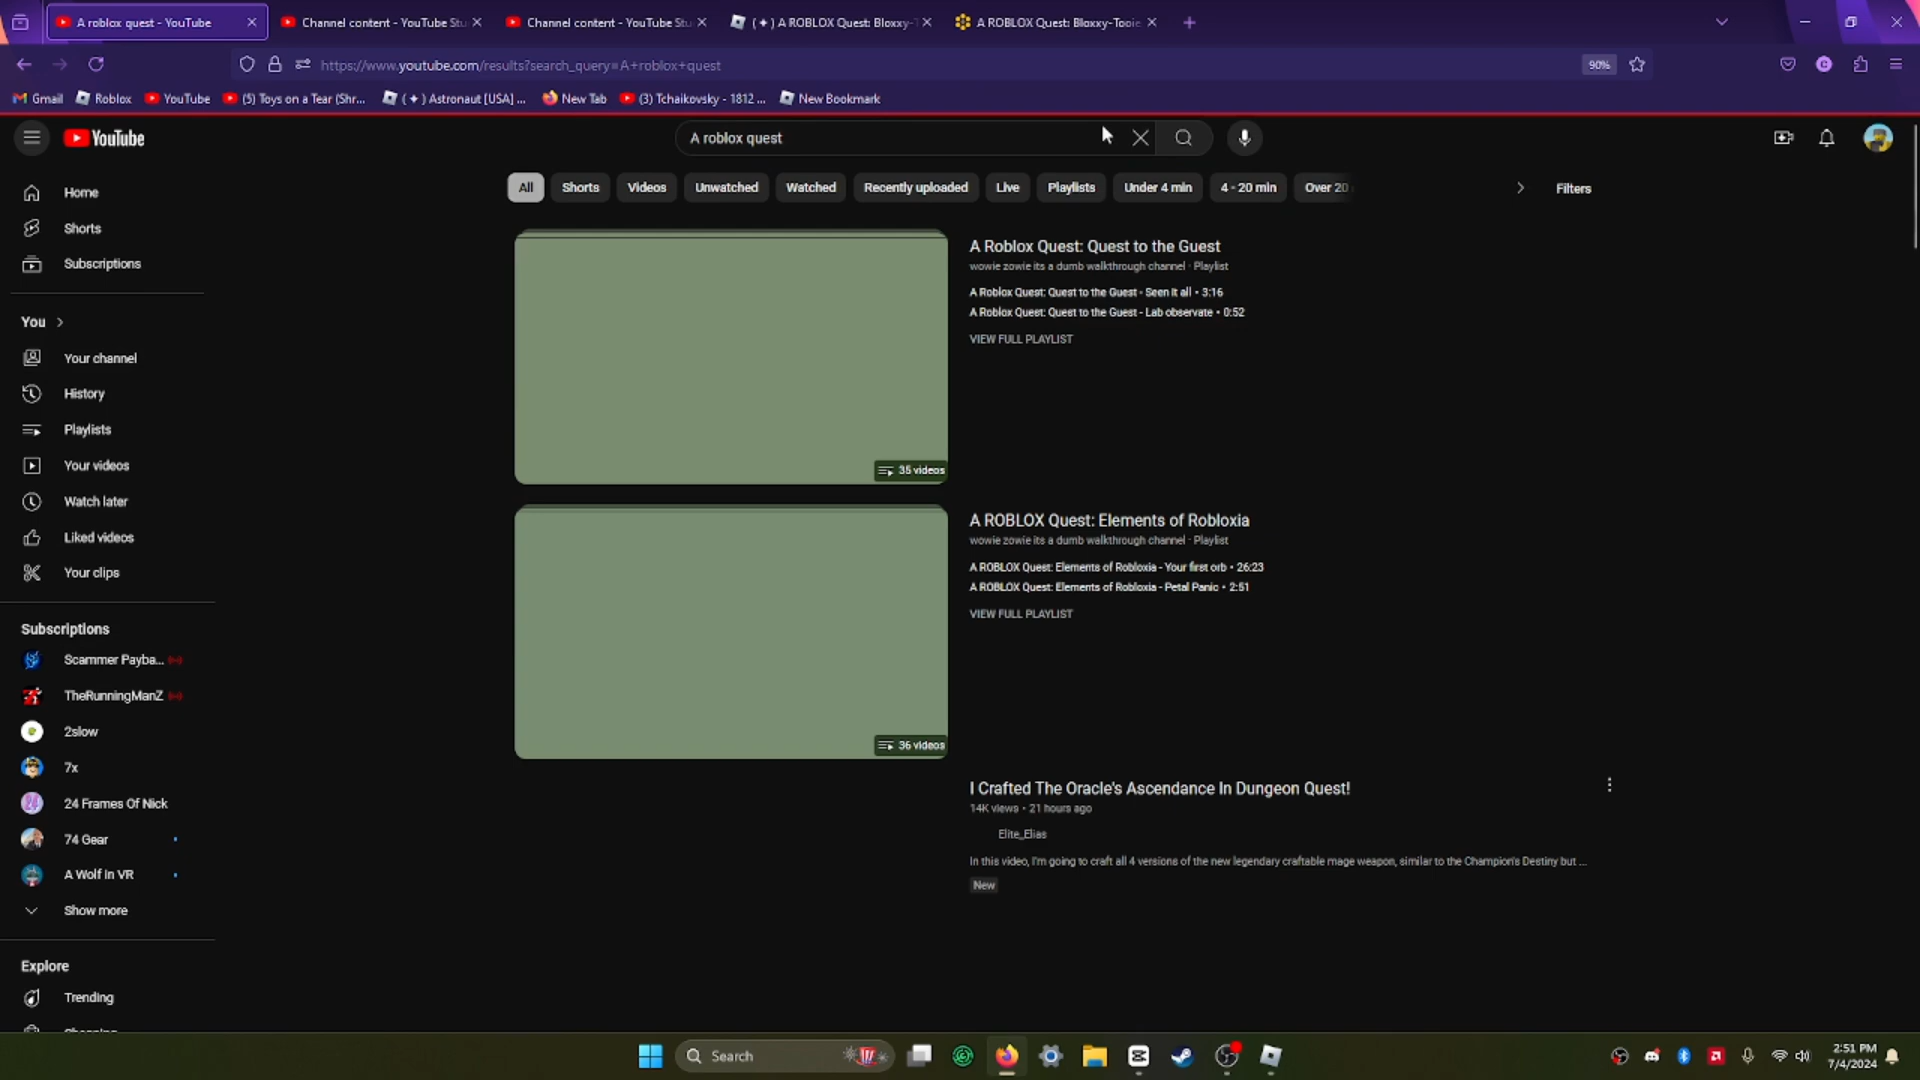 A roblox quest - YouTube
Channel content - YouTube Stu
Channel content - YouTube Stu
( ✦ ) A ROBLOX Quest: Bloxxy-T
A ROBLOX Quest: Bloxxy-Tooie
https://www.youtube.com/results?search_query=A+roblox+quest
90%
Gmail
Roblox
YouTube
(5) Toys on a Tear (Shr...
( ✦ ) Astronaut [USA] ...
New Tab
(3) Tchaikovsky - 1812 ...
New Bookmark
YouTube
A roblox quest
All
Shorts
Videos
Unwatched
Watched
Recently uploaded
Live
Playlists
Under 4 min
4 - 20 min
Over 20
Filters
Home
Shorts
Subscriptions
You
Your channel
History
Playlists
Your videos
Watch later
Liked videos
Your clips
Subscriptions
Scammer Payba...
TheRunningManZ
2slow
7x
24 Frames Of Nick
74 Gear
A Wolf in VR
Show more
Explore
Trending
A Roblox Quest: Quest to the Guest
wowie zowie its a dumb walkthrough channel · Playlist
A Roblox Quest: Quest to the Guest - Seen it all • 3:16
A Roblox Quest: Quest to the Guest - Lab observate • 0:52
VIEW FULL PLAYLIST
35 videos
A ROBLOX Quest: Elements of Robloxia
wowie zowie its a dumb walkthrough channel · Playlist
A ROBLOX Quest: Elements of Robloxia - Your first orb • 26:23
A ROBLOX Quest: Elements of Robloxia - Petal Panic • 2:51
VIEW FULL PLAYLIST
36 videos
I Crafted The Oracle's Ascendance In Dungeon Quest!
14K views • 21 hours ago
Elite_Elias
In this video, I'm going to craft all 4 versions of the new legendary craftable mage weapon, similar to the Champion's Destiny but ...
New
Search
2:51 PM
7/4/2024